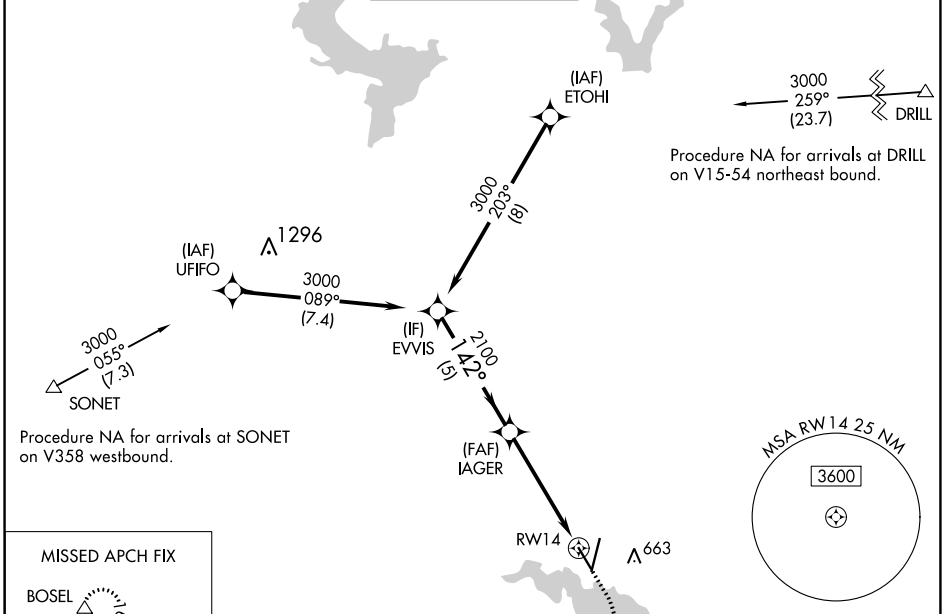 (IAF)
ETOHI
3000
259°
(23.7)
DRILL
Procedure NA for arrivals at DRILL
on V15-54 northeast bound.
3000
203°
(8)
1296
(IAF)
UFIFO
3000
089°
(7.4)
(IF)
EVVIS
3000
055°
(7.3)
SONET
Procedure NA for arrivals at SONET
on V358 westbound.
2100
142°
(5)
(FAF)
IAGER
MSA RW14 25 NM
3600
RW14
663
MISSED APCH FIX
BOSEL